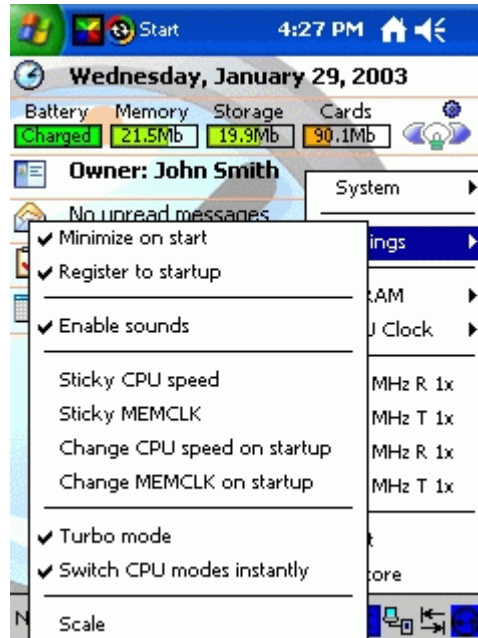 Start 4:27 PM
Wednesday, January 29, 2003
Battery Memory Storage Cards
Charged 21.5Mb 19.9Mb 90.1Mb
Owner: John Smith
No unread messages
System
ings
Minimize on start
Register to startup
Enable sounds
Sticky CPU speed
Sticky MEMCLK
Change CPU speed on startup
Change MEMCLK on startup
Turbo mode
Switch CPU modes instantly
Scale
AM
Clock
MHz R 1x
MHz T 1x
MHz R 1x
MHz T 1x
ore
N